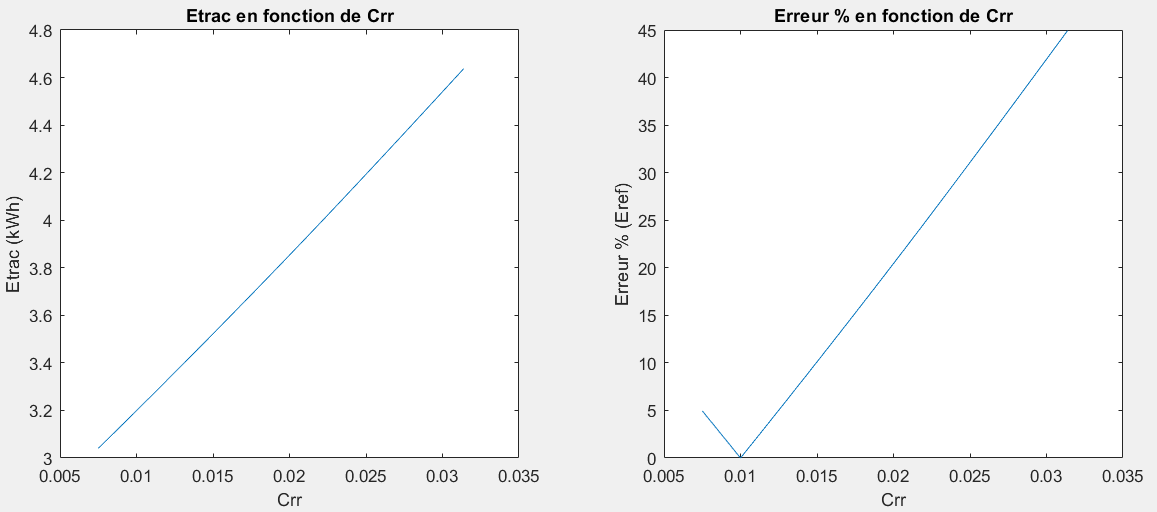 Etrac en fonction de Crr
4.8
4.6
4.4
4.2
4
3.8
3.6
3.4
3.2
3
Etrac (kWh)
0.005 0.01 0.015 0.02 0.025 0.03 0.035
Crr
Erreur % en fonction de Crr
45
40
35
30
25
20
15
10
5
0
Erreur % (Eref)
0.005 0.01 0.015 0.02 0.025 0.03 0.035
Crr